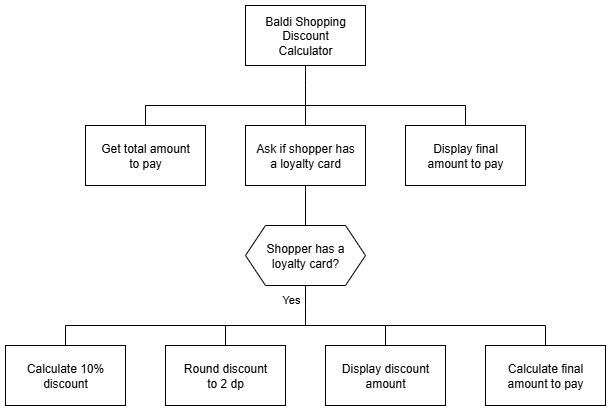 Baldi Shopping
Discount
Calculator
Get total amount
to pay
Ask if shopper has
a loyalty card
Display final
amount to pay
Shopper has a
loyalty card?
Yes
Calculate 10%
discount
Round discount
to 2 dp
Display discount
amount
Calculate final
amount to pay